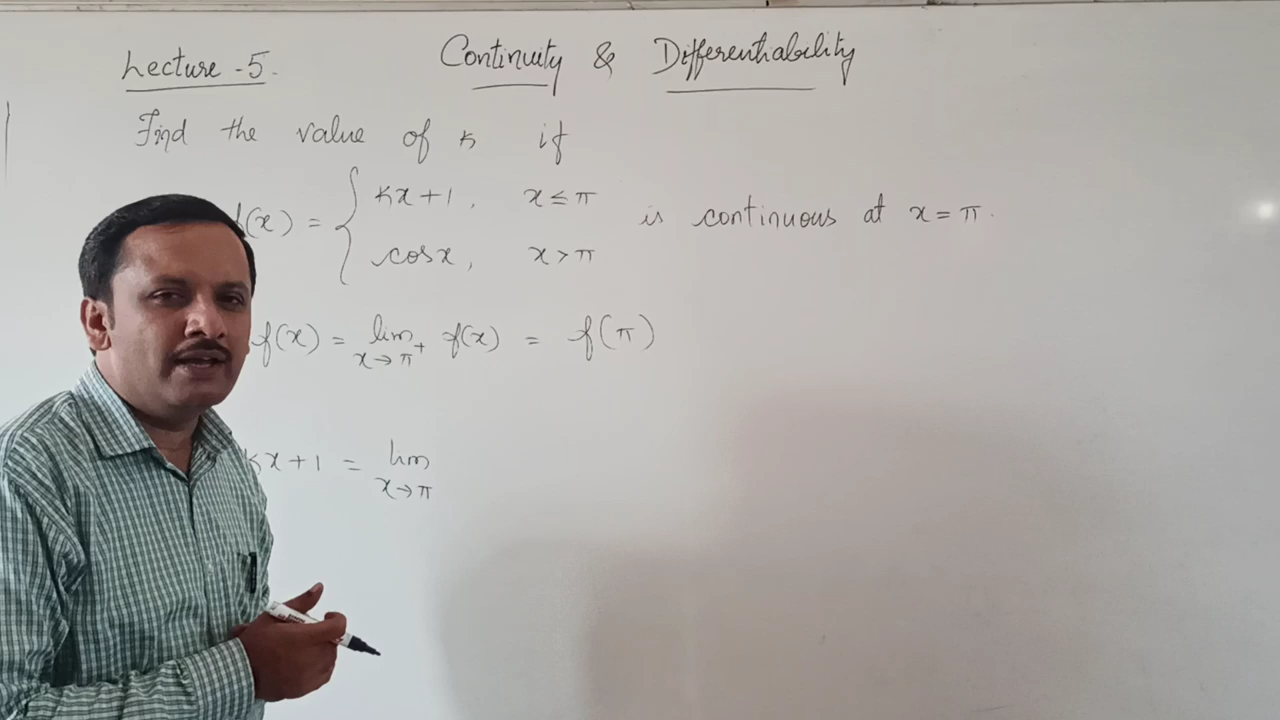 Lecture - 5.
Continuity & Differentiability
Find the value of k if
f(x) = { kx + 1, x ≤ π
cos x, x > π
is continuous at x = π.
f(x) = lim x→π⁺ f(x) = f(π)
kx + 1 = lim x→π